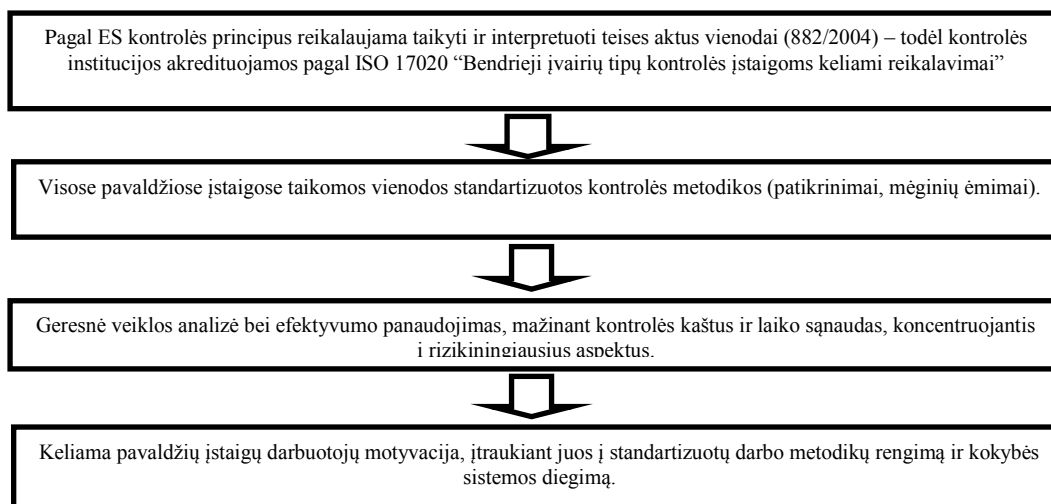 Pagal ES kontrolės principus reikalaujama taikyti ir interpretuoti teises aktus vienodai (882/2004) – todėl kontrolės
institucijos akredituojamos pagal ISO 17020 “Bendrieji įvairių tipų kontrolės įstaigoms keliami reikalavimai”
Visose pavaldžiose įstaigose taikomos vienodos standartizuotos kontrolės metodikos (patikrinimai, mėginių ėmimai).
Geresnė veiklos analizė bei efektyvumo panaudojimas, mažinant kontrolės kaštus ir laiko sąnaudas, koncentruojantis
į rizikiningiausius aspektus.
Keliama pavaldžių įstaigų darbuotojų motyvacija, įtraukiant juos į standartizuotų darbo metodikų rengimą ir kokybės
sistemos diegimą.